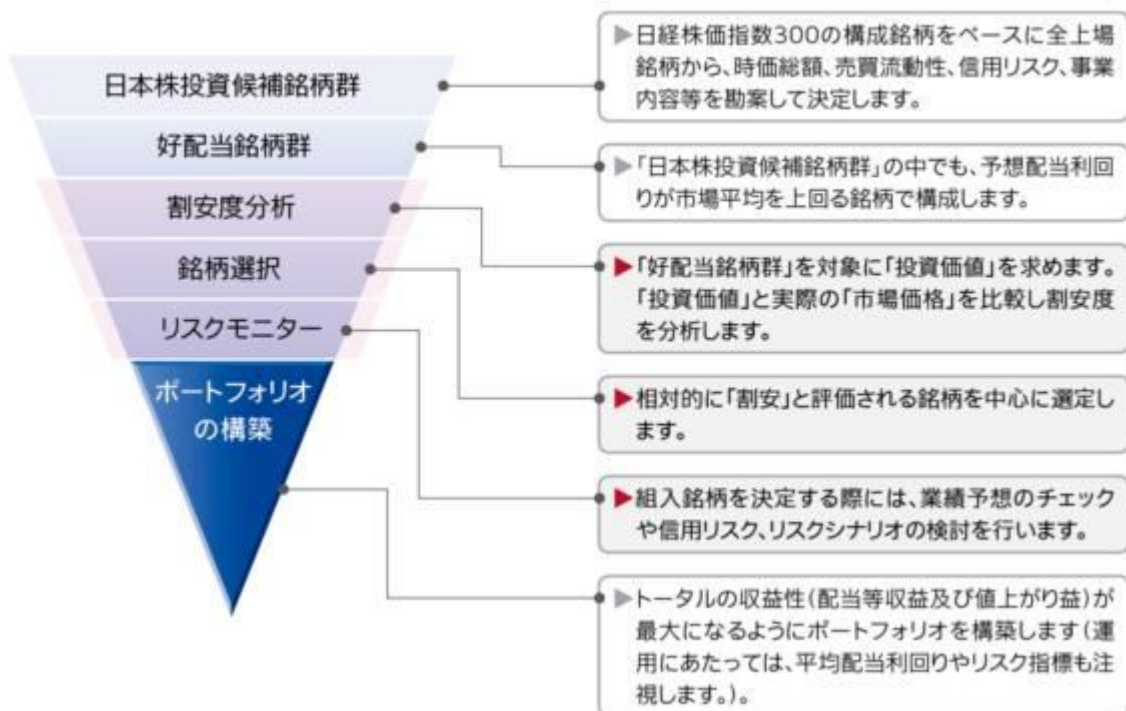 日本株投資候補銘柄群
好配当銘柄群
割安度分析
銘柄選択
リスクモニター
ポートフォリオ
の構築
▶日経株価指数300の構成銘柄をベースに全上場
銘柄から、時価総額、売買流動性、信用リスク、事業
内容等を勘案して決定します。
▶「日本株投資候補銘柄群」の中でも、予想配当利回
りが市場平均を上回る銘柄で構成します。
▶「好配当銘柄群」を対象に「投資価値」を求めます。
「投資価値」と実際の「市場価格」を比較し割安度
を分析します。
▶相対的に「割安」と評価される銘柄を中心に選定し
ます。
▶組入銘柄を決定する際には、業績予想のチェック
や信用リスク、リスクシナリオの検討を行います。
▶トータルの収益性(配当等収益及び値上がり益)が
最大になるようにポートフォリオを構築します(運
用にあたっては、平均配当利回りやリスク指標も注
視します。)。